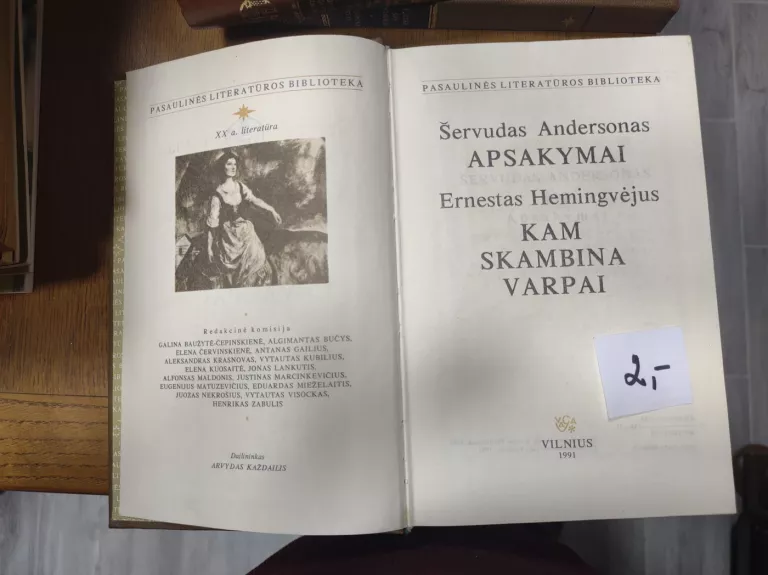 PASAULINĖS LITERATŪROS BIBLIOTEKA
XX a. literatūra
Redakcinė komisija
GALINA BAUŽYTĖ-ČEPINSKIENĖ, ALGIMANTAS BUČYS,
ELENA ČERVINSKIENĖ, ANTANAS GAILIUS,
ALEKSANDRAS KRASNOVAS, VYTAUTAS KUBILIUS,
ELENA KUOSAITĖ, JONAS LANKUTIS,
ALFONSAS MALDONIS, JUSTINAS MARCINKEVIČIUS,
EUGENIJUS MATUZEVIČIUS, EDUARDAS MIEŽELAITIS,
JUOZAS NEKROŠIUS, VYTAUTAS VISOCKAS,
HENRIKAS ZABULIS
Dailininkas
ARVYDAS KAŽDAILIS
PASAULINĖS LITERATŪROS BIBLIOTEKA
Šervudas Andersonas
APSAKYMAI
Ernestas Hemingvėjus
KAM
SKAMBINA
VARPAI
2,-
VILNIUS
1991